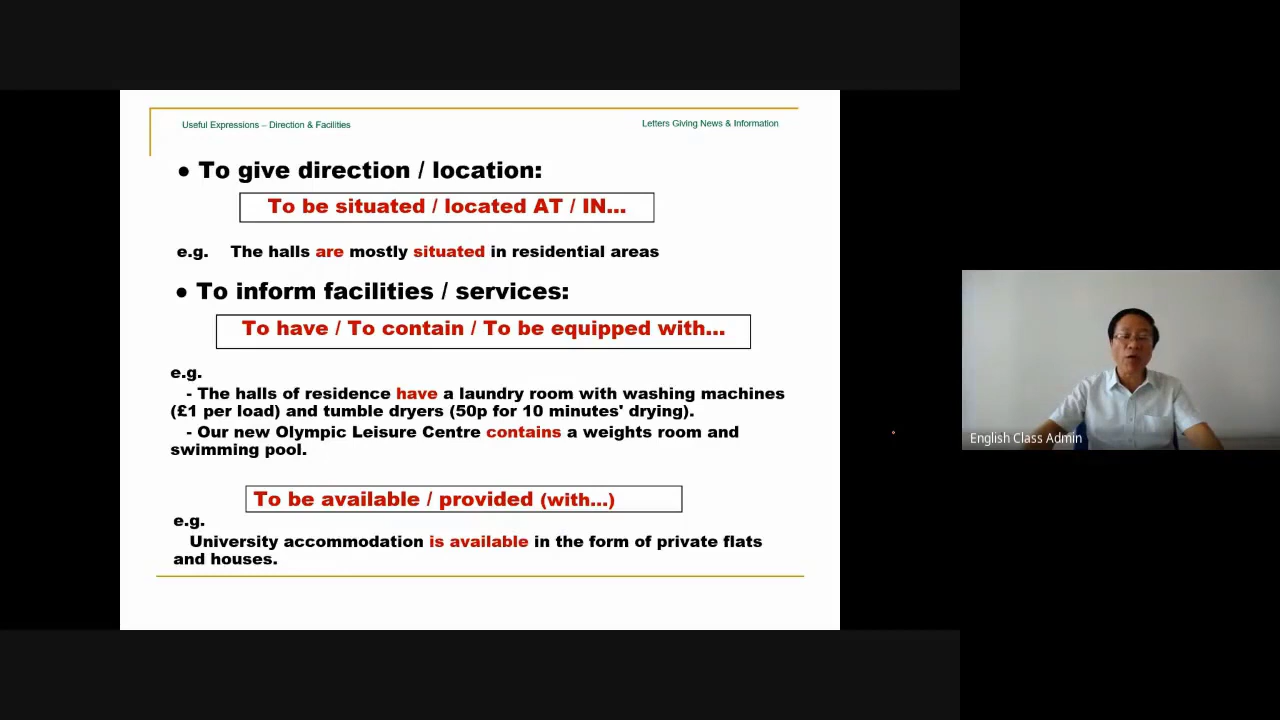 Useful Expressions – Direction & Facilities
Letters Giving News & Information
● To give direction / location:
To be situated / located AT / IN...
e.g. The halls are mostly situated in residential areas
● To inform facilities / services:
To have / To contain / To be equipped with...
e.g.
- The halls of residence have a laundry room with washing machines
(£1 per load) and tumble dryers (50p for 10 minutes' drying).
- Our new Olympic Leisure Centre contains a weights room and
swimming pool.
To be available / provided (with...)
e.g.
University accommodation is available in the form of private flats
and houses.
English Class Admin